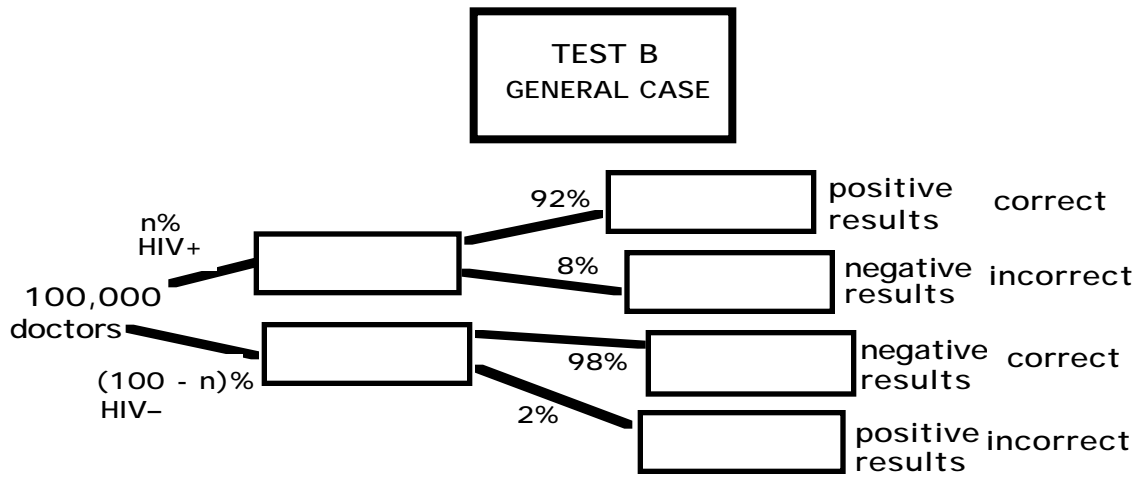 TEST B
GENERAL CASE
n%
HIV+
100,000
doctors
(100 - n)%
HIV–
92%
positive
results
correct
8%
negative
results
incorrect
98%
negative
results
correct
2%
positive
results
incorrect